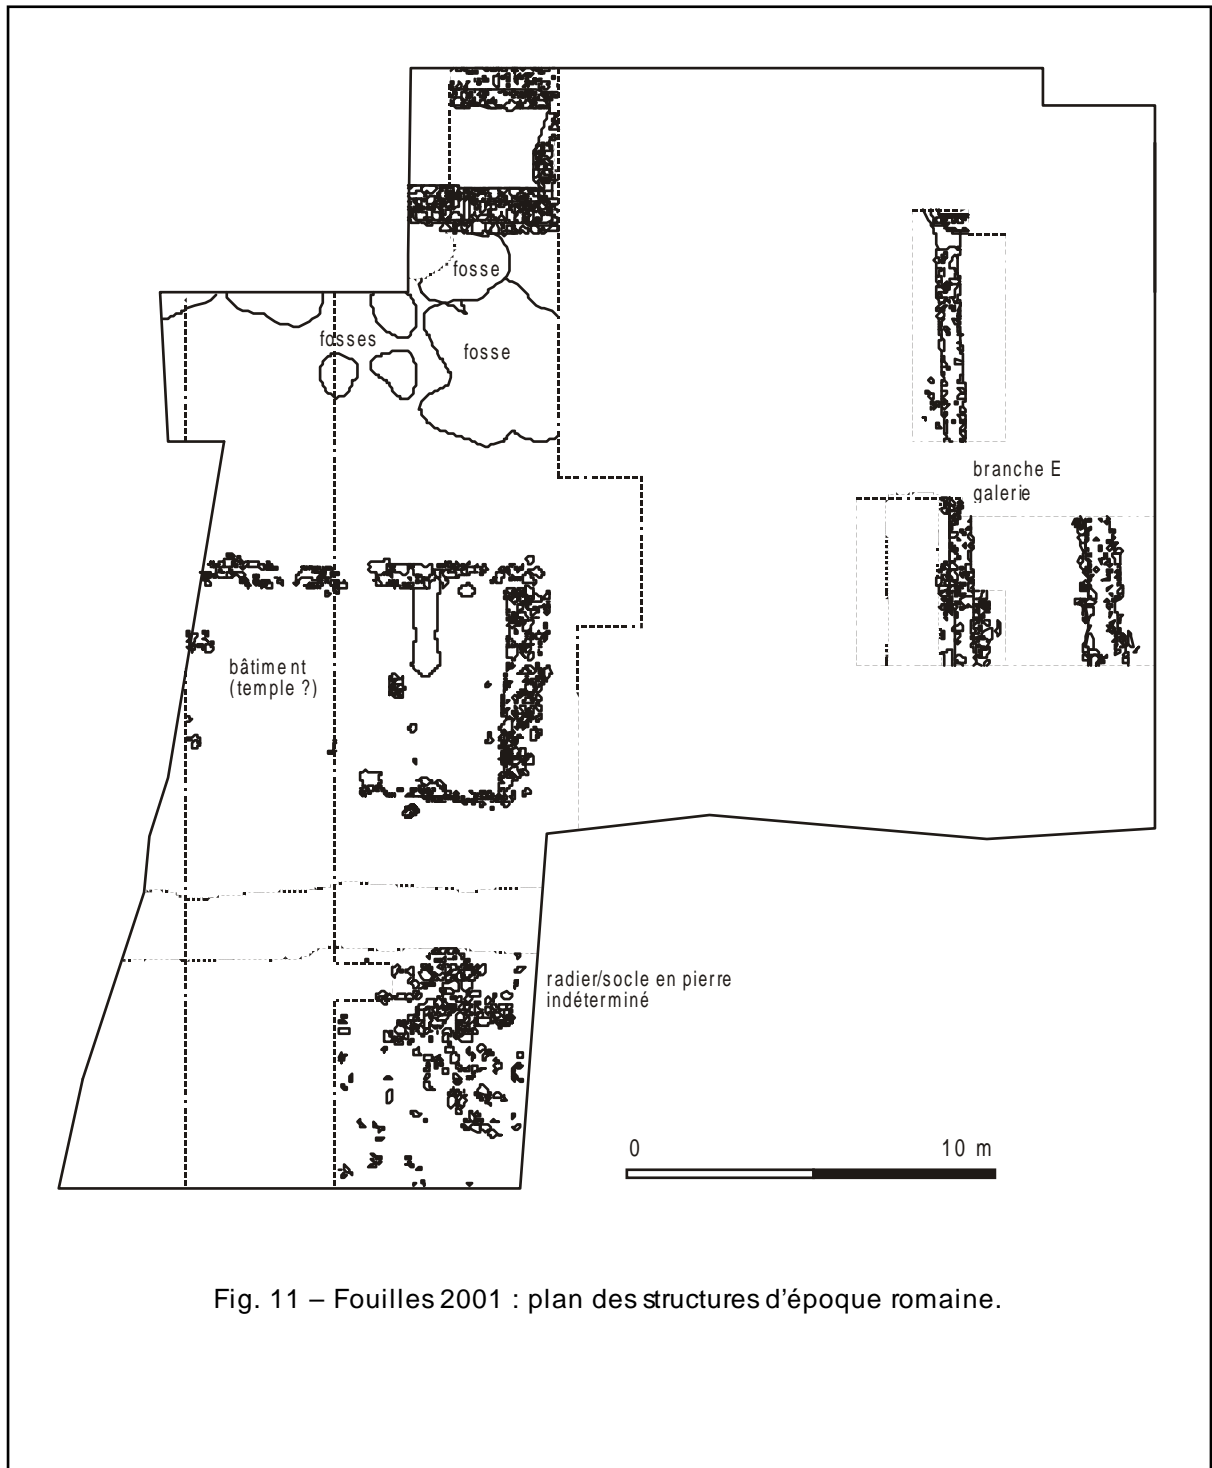 fosse
fosses
fosse
branche E
galerie
bâtiment
(temple ?)
radier/socle en pierre
indéterminé
0 10 m
Fig. 11 – Fouilles 2001 : plan des structures d'époque romaine.